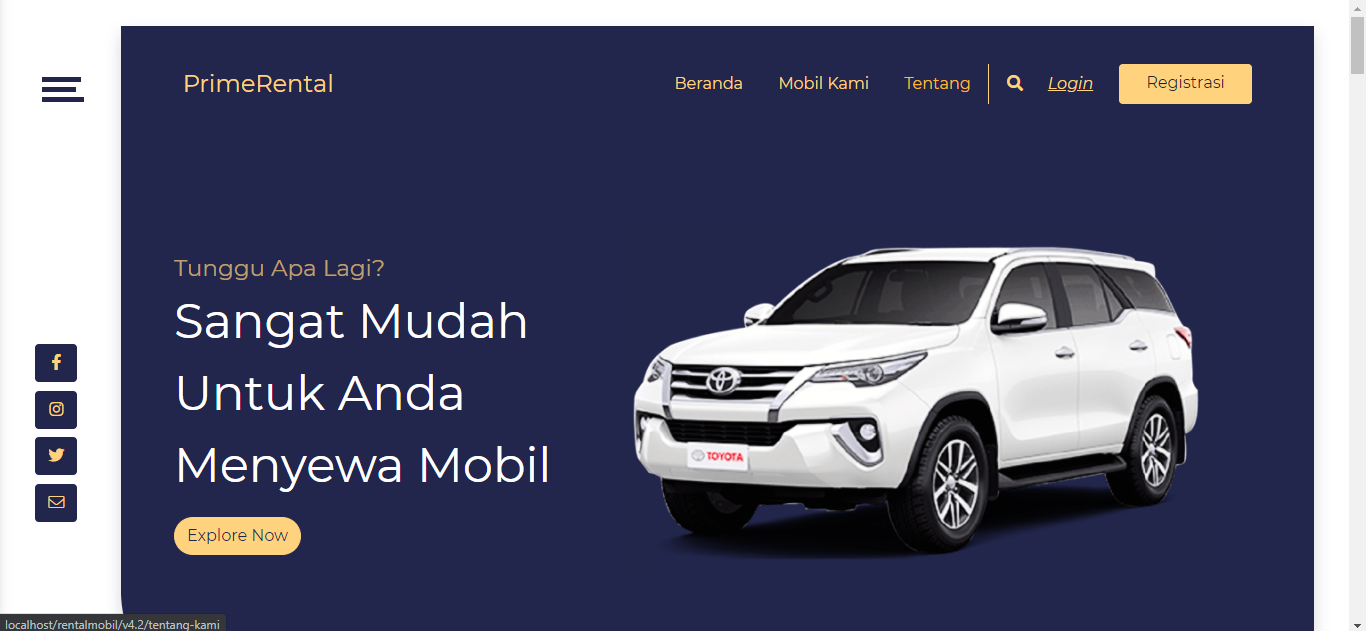 PrimeRental
Beranda
Mobil Kami
Tentang
Login
Registrasi
Tunggu Apa Lagi?
Sangat Mudah
Untuk Anda
Menyewa Mobil
TOYOTA
Explore Now
localhost/rentalmobil/v4.2/tentang-kami